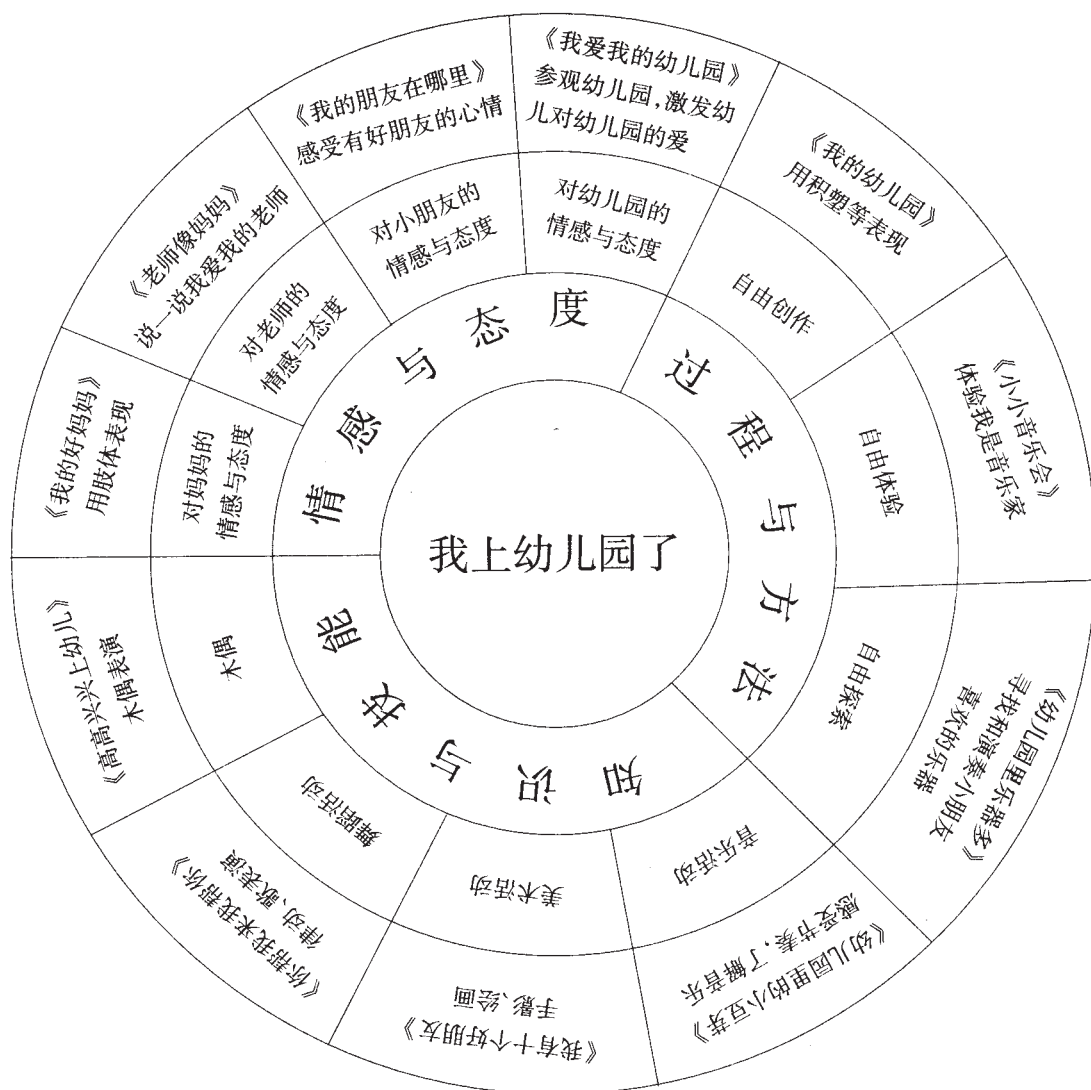 我上幼儿园了
情感与态度
对妈妈的
情感与态度
《我的好妈妈》
用肢体表现
对老师的
情感与态度
《老师像妈妈》
说一说我爱我的老师
对小朋友的
情感与态度
《我的朋友在哪里》
感受有好朋友的心情
对幼儿园的
情感与态度
《我爱我的幼儿园》
参观幼儿园,激发幼
儿对幼儿园的爱
过程与方法
自由创作
《我的幼儿园》
用积塑等表现
自由体验
《小小音乐会》
体验我是音乐家
自由探索
《幼儿园里乐器多》
寻找和演奏小朋友
喜欢的乐器
知识与技能
音乐活动
《幼儿园里的小豆芽》
感受节奏,了解音乐
美术活动
《我有十个好朋友》
手影、绘画
舞蹈活动
《你帮我来我帮你》
律动、歌表演
木偶
《高高兴兴上幼儿》
木偶表演